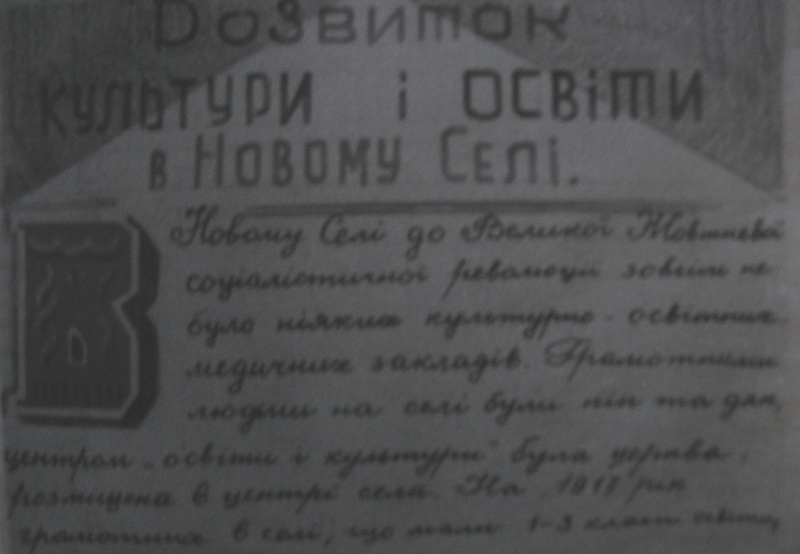 Розвиток
культури і освіти
в Новому Селі.
В Новому Селі до Великої Жовтневої
соціалістичної революції зовсім не
було ніяких культурно-освітніх
медичних закладів. Грамотними
людьми на селі були піп та дяк,
центром „освіти і культури" була церква,
розміщена в центрі села. На 1917 рік
грамотних в селі, що мали 1-3 класи освіти,